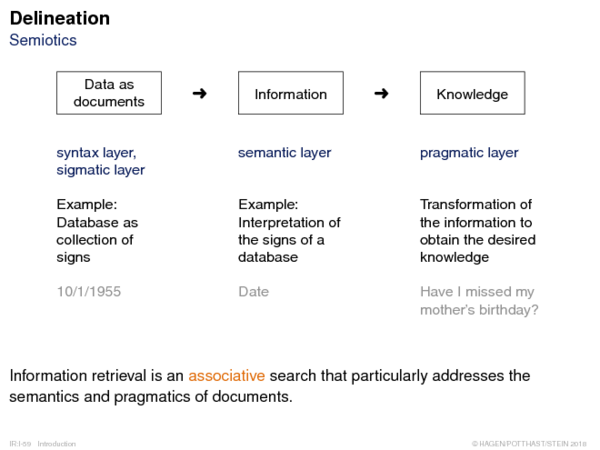 Delineation
Semiotics
Data as
documents
➜
Information
➜
Knowledge
syntax layer,
sigmatic layer
semantic layer
pragmatic layer
Example:
Database as
collection of
signs
Example:
Interpretation of
the signs of a
database
Transformation of
the information to
obtain the desired
knowledge
10/1/1955
Date
Have I missed my
mother's birthday?
Information retrieval is an associative search that particularly addresses the
semantics and pragmatics of documents.
IR:I-59 Introduction
© HAGEN/POTTHAST/STEIN 2018